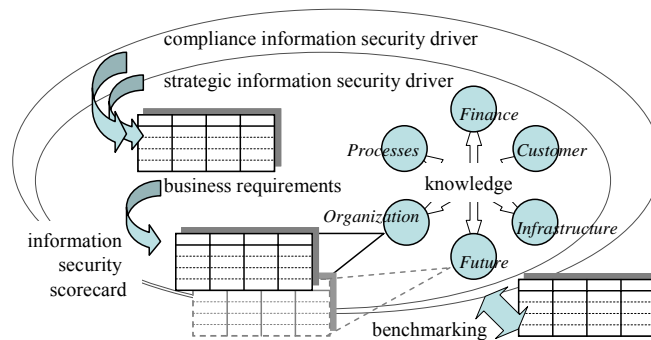 compliance information security driver
strategic information security driver
Finance
Processes
Customer
business requirements
knowledge
Organization
Infrastructure
information
security
scorecard
Future
benchmarking